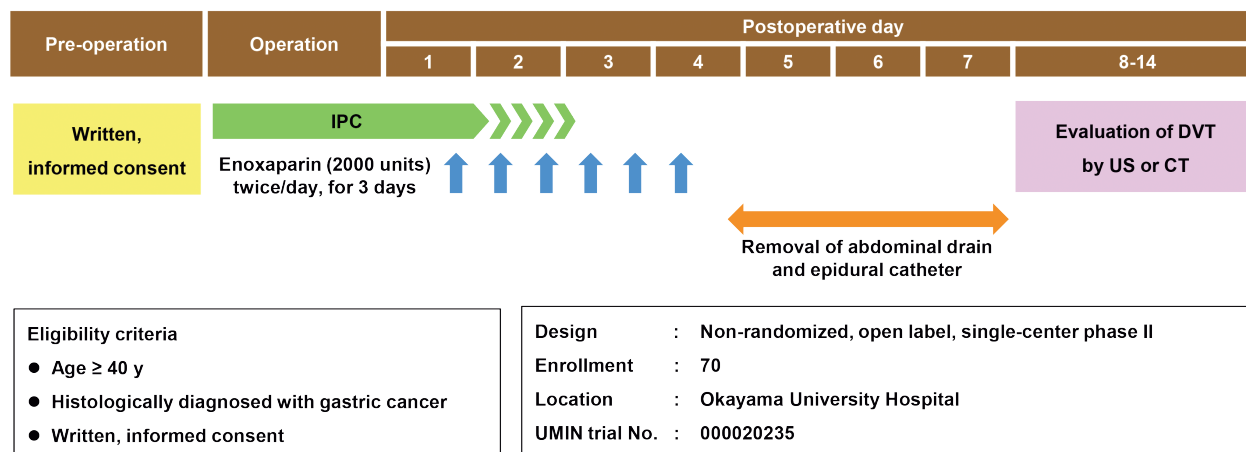 Pre-operation
Operation
Postoperative day
1
2
3
4
5
6
7
8-14
Written,
informed consent
IPC
Enoxaparin (2000 units)
twice/day, for 3 days
Evaluation of DVT
by US or CT
Removal of abdominal drain
and epidural catheter
Eligibility criteria
● Age ≥ 40 y
● Histologically diagnosed with gastric cancer
● Written, informed consent
Design : Non-randomized, open label, single-center phase II
Enrollment : 70
Location : Okayama University Hospital
UMIN trial No. : 000020235